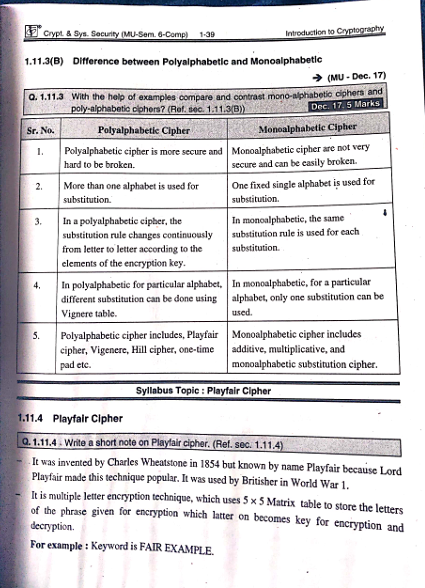 Crypt. & Sys. Security (MU-Sem. 6-Comp) 1-39 Introduction to Cryptography
1.11.3(B) Difference between Polyalphabetic and Monoalphabetic
→ (MU - Dec. 17)
Q. 1.11.3 With the help of examples compare and contrast mono-alphabetic ciphers and
poly-alphabetic ciphers? (Ref. sec. 1.11.3(B)) Dec. 17, 5 Marks
Sr. No. Polyalphabetic Cipher Monoalphabetic Cipher
1. Polyalphabetic cipher is more secure and Monoalphabetic cipher are not very
hard to be broken. secure and can be easily broken.
2. More than one alphabet is used for One fixed single alphabet is used for
substitution. substitution.
3. In a polyalphabetic cipher, the In monoalphabetic, the same
substitution rule changes continuously substitution rule is used for each
from letter to letter according to the substitution.
elements of the encryption key.
4. In polyalphabetic for particular alphabet, In monoalphabetic, for a particular
different substitution can be done using alphabet, only one substitution can be
Vignere table. used.
5. Polyalphabetic cipher includes, Playfair Monoalphabetic cipher includes
cipher, Vigenere, Hill cipher, one-time additive, multiplicative, and
pad etc. monoalphabetic substitution cipher.
Syllabus Topic : Playfair Cipher
1.11.4 Playfair Cipher
Q. 1.11.4 Write a short note on Playfair cipher. (Ref. sec. 1.11.4)
- It was invented by Charles Wheatstone in 1854 but known by name Playfair because Lord
Playfair made this technique popular. It was used by Britisher in World War 1.
- It is multiple letter encryption technique, which uses 5 × 5 Matrix table to store the letters
of the phrase given for encryption which latter on becomes key for encryption and
decryption.
For example : Keyword is FAIR EXAMPLE.